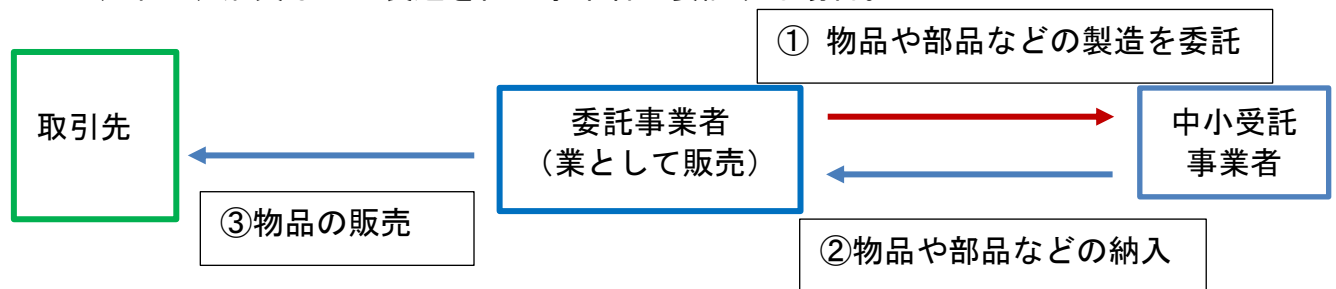 ① 物品や部品などの製造を委託
取引先
委託事業者
（業として販売）
中小受託
事業者
③物品の販売
②物品や部品などの納入